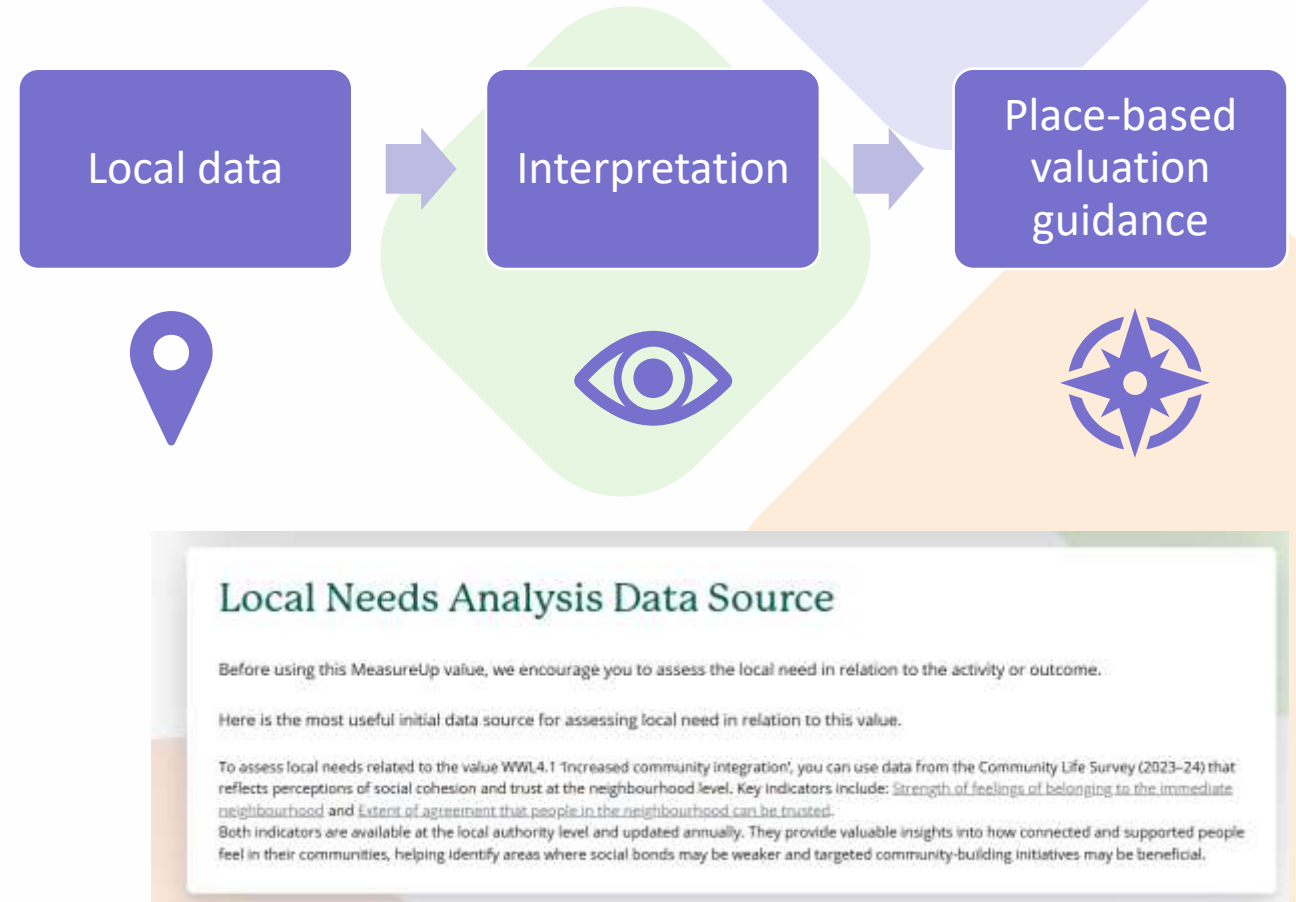 Local data
Interpretation
Place-based
valuation
guidance
Local Needs Analysis Data Source
Before using this MeasureUp value, we encourage you to assess the local need in relation to the activity or outcome.
Here is the most useful initial data source for assessing local need in relation to this value.
To assess local needs related to the value WWL4.1 'Increased community integration', you can use data from the Community Life Survey (2023–24) that
reflects perceptions of social cohesion and trust at the neighbourhood level. Key indicators include: Strength of feelings of belonging to the immediate
neighbourhood and Extent of agreement that people in the neighbourhood can be trusted.
Both indicators are available at the local authority level and updated annually. They provide valuable insights into how connected and supported people
feel in their communities, helping identify areas where social bonds may be weaker and targeted community-building initiatives may be beneficial.